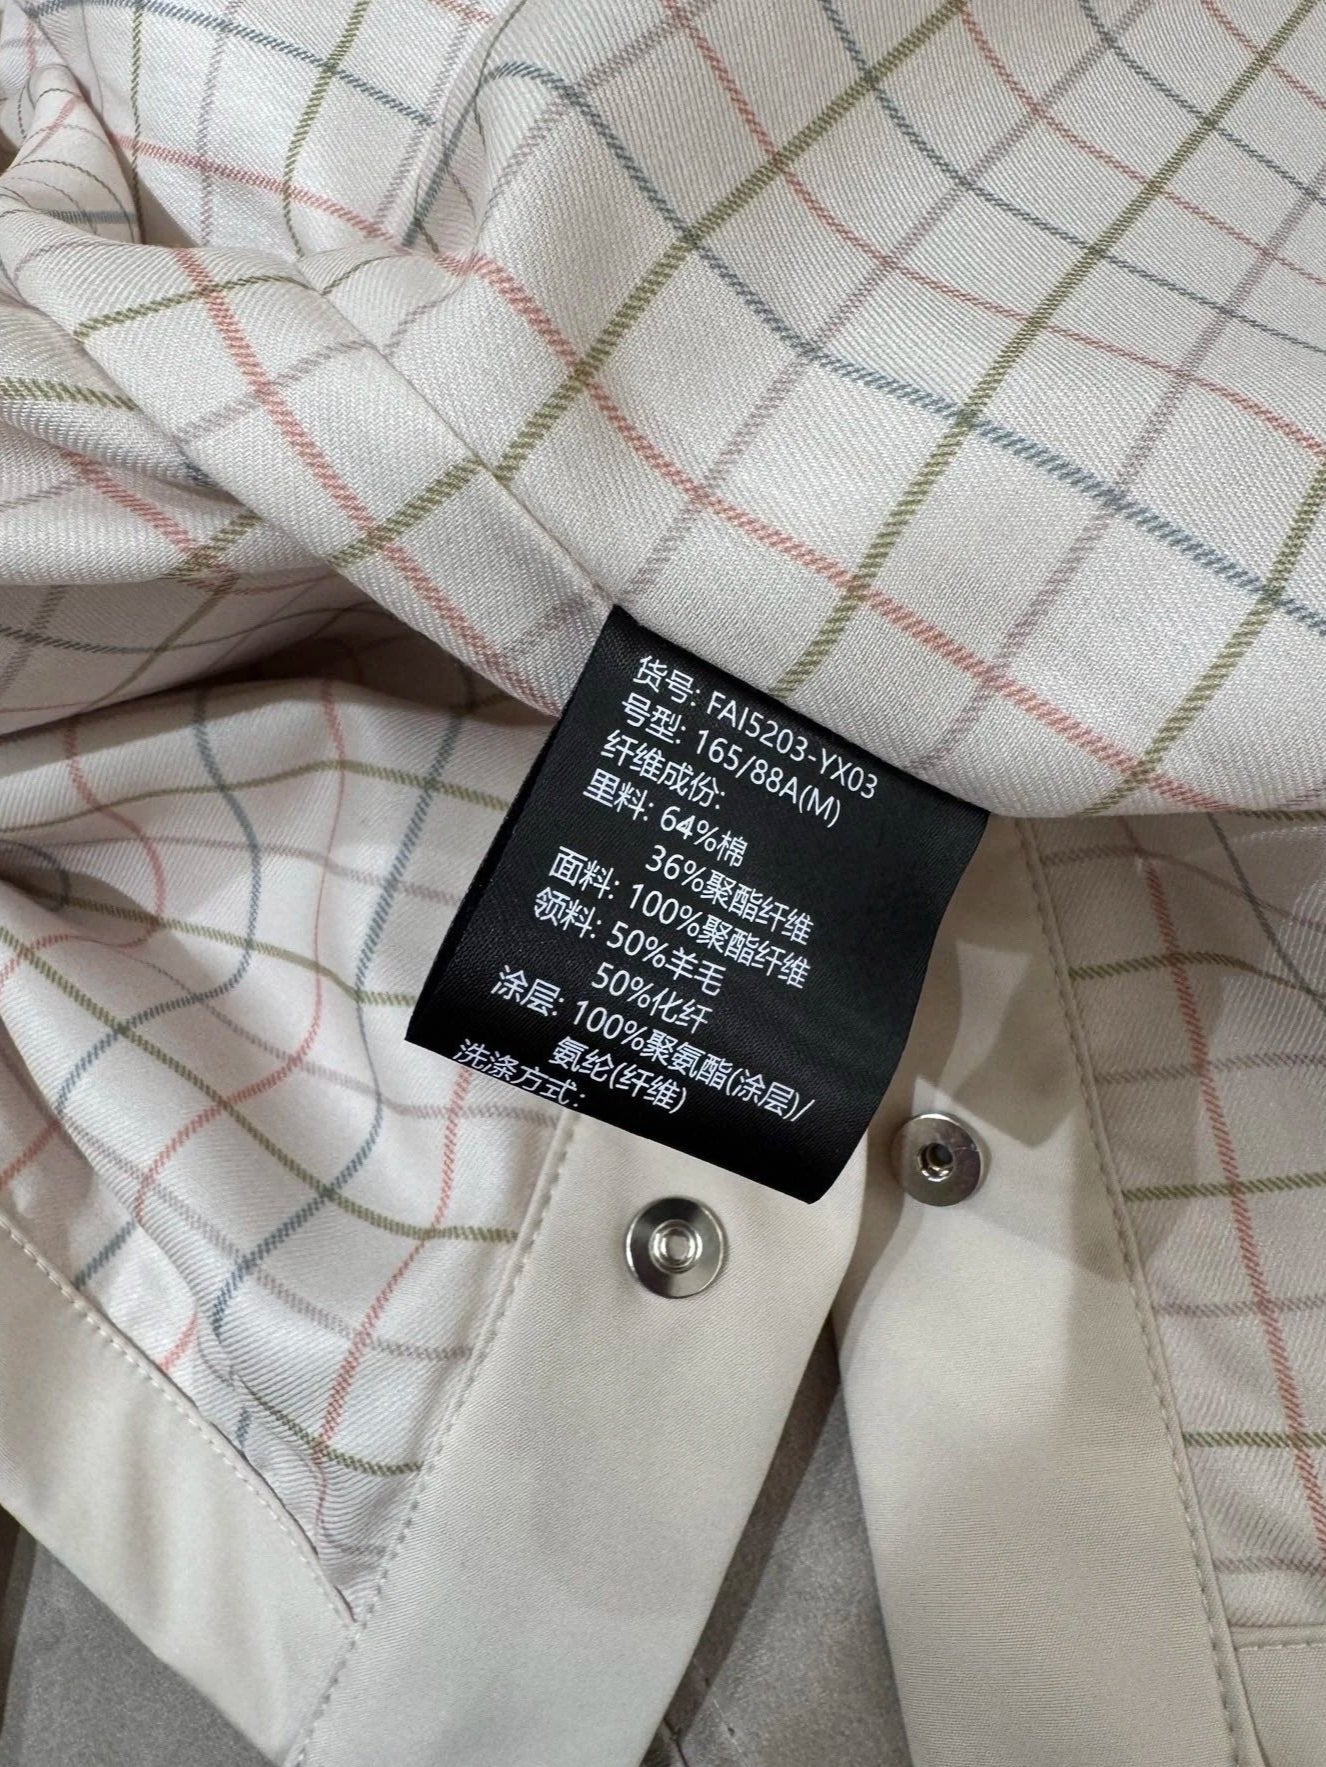 货号: FAI5203-YX03
号型: 165/88A(M)
纤维成份:
里料: 64%棉
36%聚酯纤维
面料: 100%聚酯纤维
领料: 50%羊毛
50%化纤
涂层: 100%聚氨酯(涂层)/
氨纶(纤维)
洗涤方式: